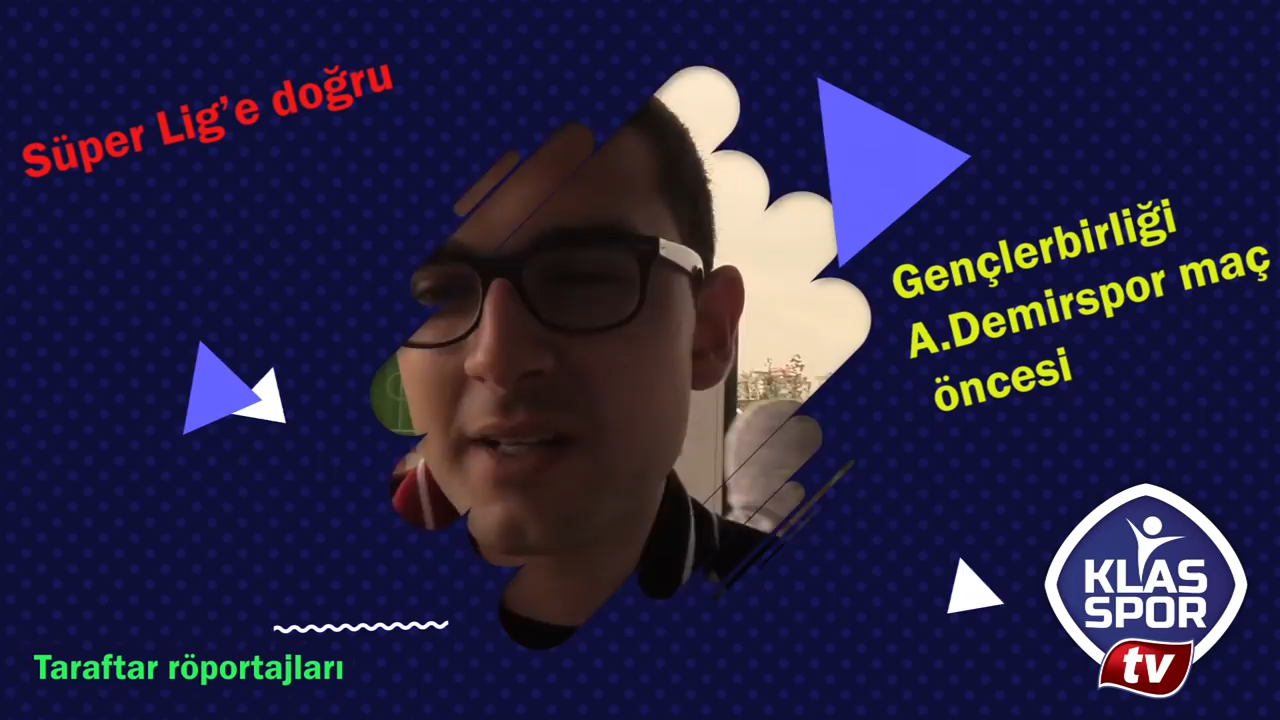 Süper Lig’e doğru
Gençlerbirliği
A.Demirspor maç
öncesi
Taraftar röportajları
KLAS
SPOR
tv